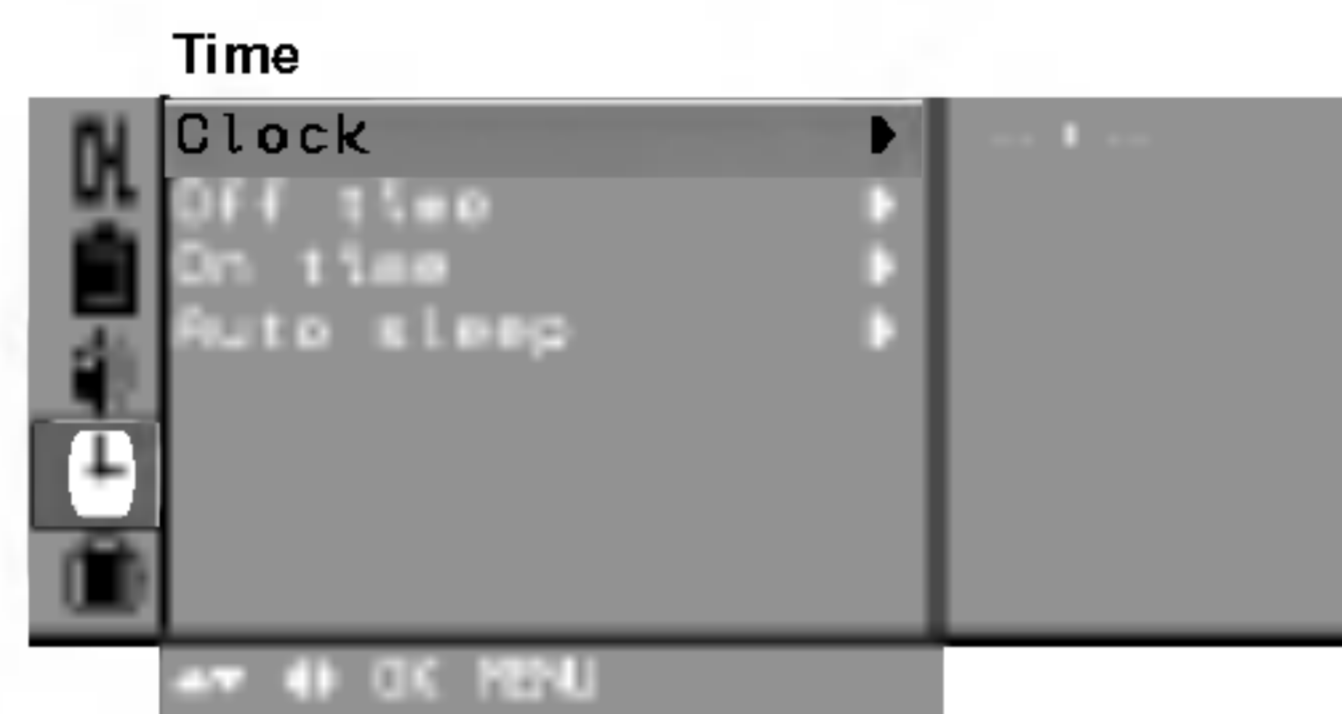 Time
Clock -- : --
Off time
On time
Auto sleep
▲▼ ◀▶ OK MENU